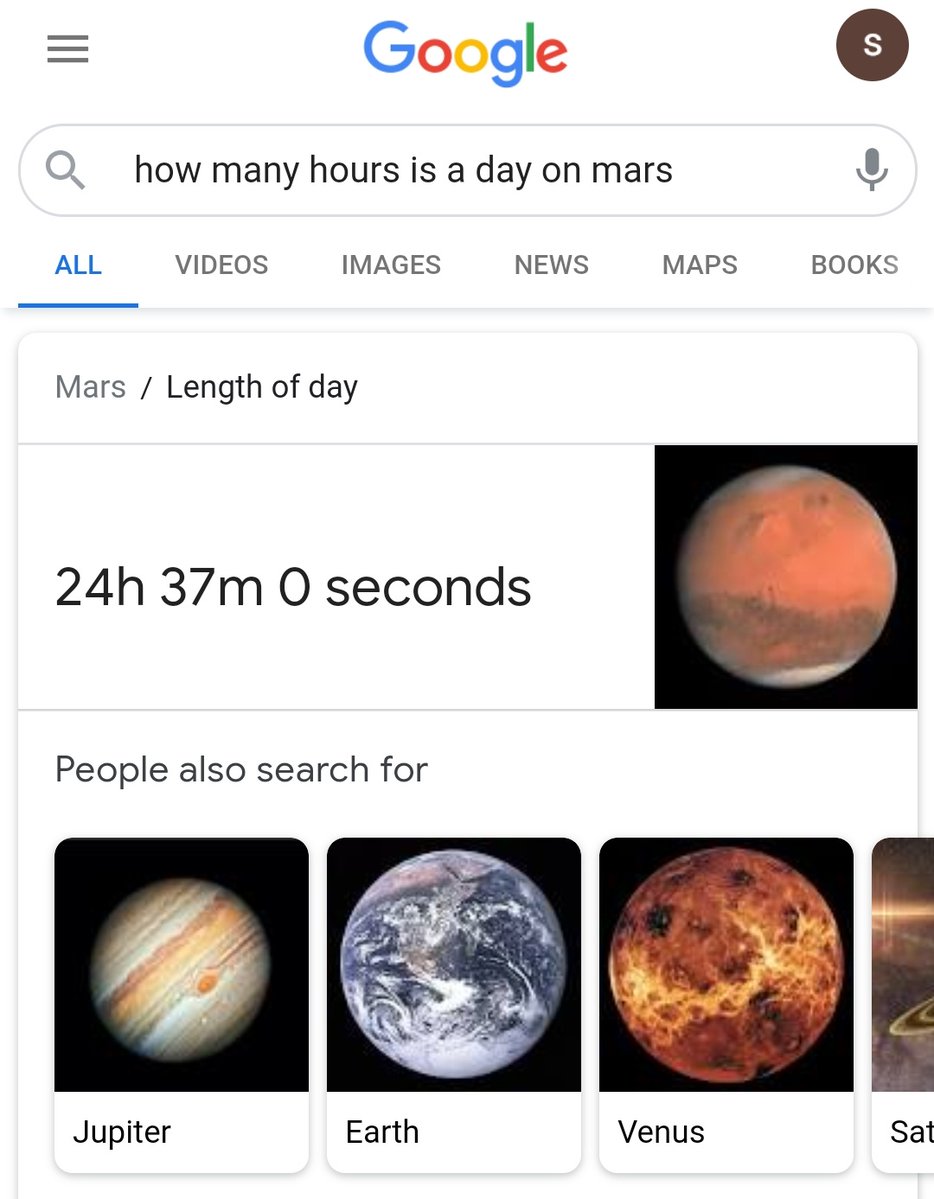 Google
S
how many hours is a day on mars
ALL VIDEOS IMAGES NEWS MAPS BOOKS
Mars / Length of day
24h 37m 0 seconds
People also search for
Jupiter Earth Venus Sat